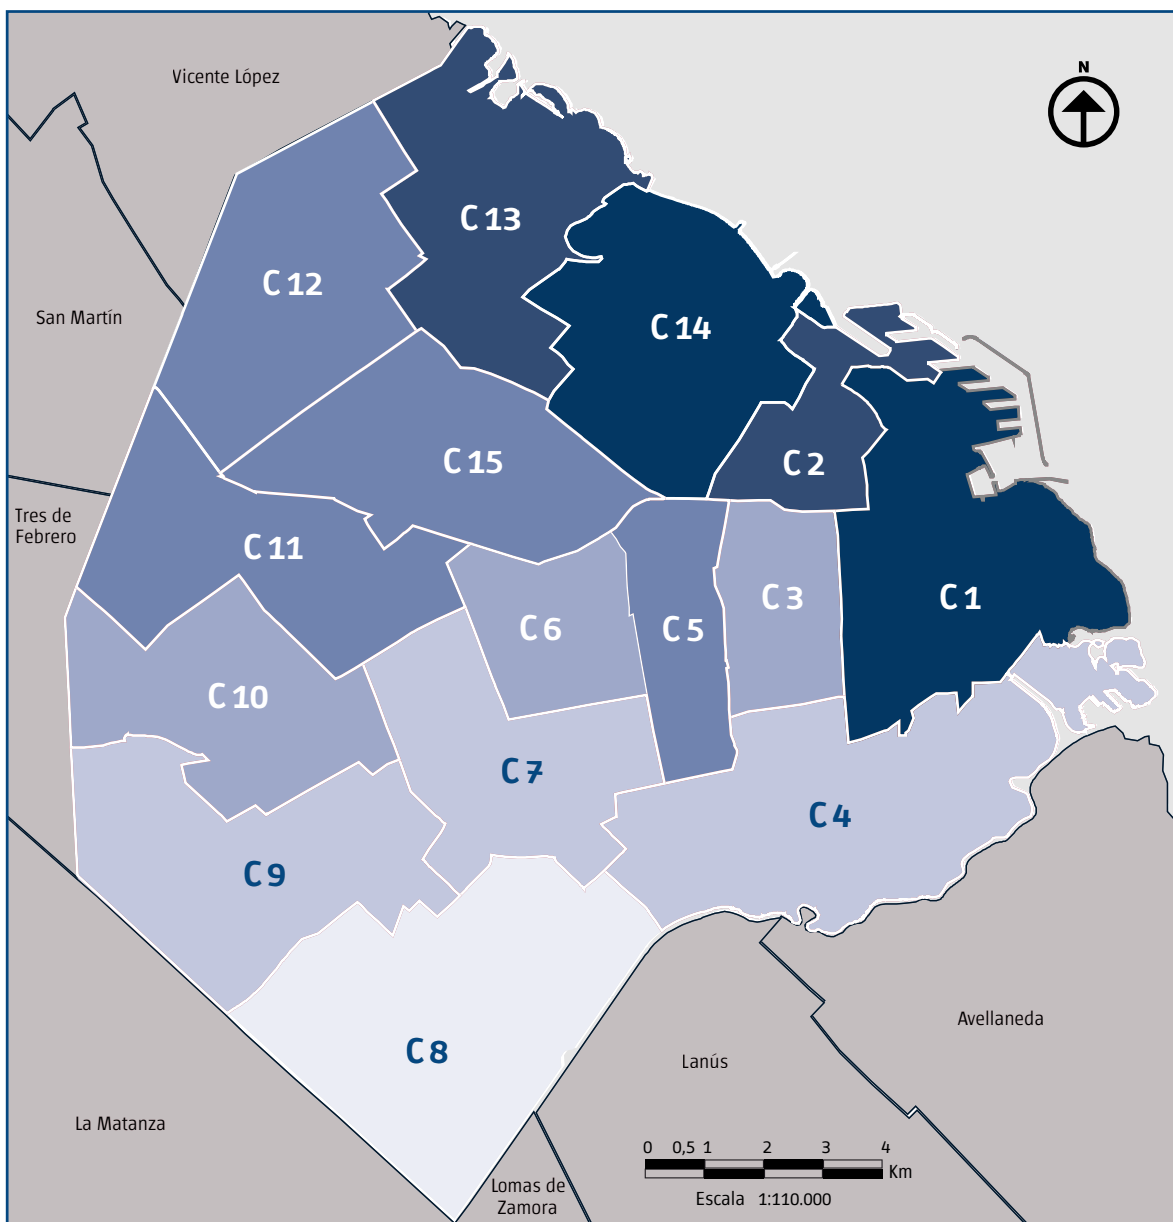 N
Vicente López
C 13
C 12
San Martín
C 14
C 15
C 2
Tres de
Febrero
C 11
C 6
C 5
C 3
C 1
C 10
C 7
C 4
C 9
C 8
Avellaneda
Lanús
La Matanza
0 0,5 1 2 3 4
Km
Escala 1:110.000
Lomas de
Zamora